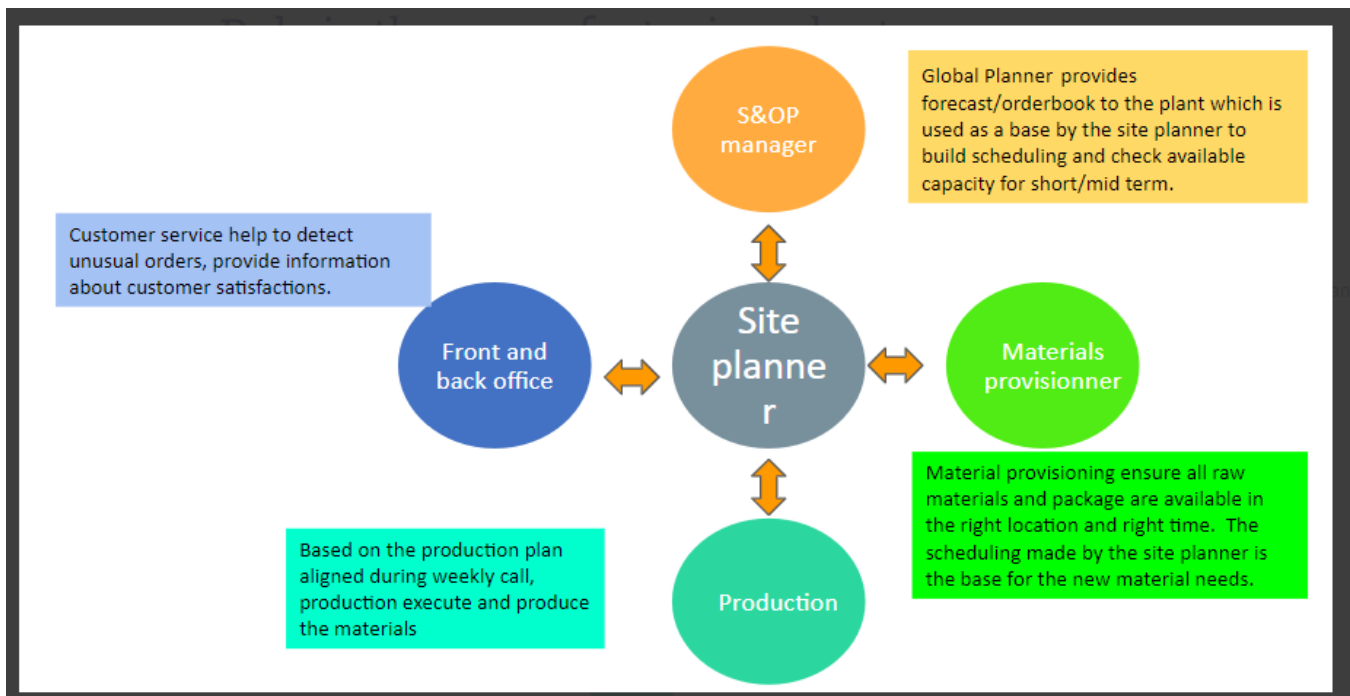 S&OP
manager
Global Planner provides
forecast/orderbook to the plant which is
used as a base by the site planner to
build scheduling and check available
capacity for short/mid term.
Customer service help to detect
unusual orders, provide information
about customer satisfactions.
Front and
back office
Site
planne
r
Materials
provisionner
Material provisioning ensure all raw
materials and package are available in
the right location and right time. The
scheduling made by the site planner is
the base for the new material needs.
Based on the production plan
aligned during weekly call,
production execute and produce
the materials
Production